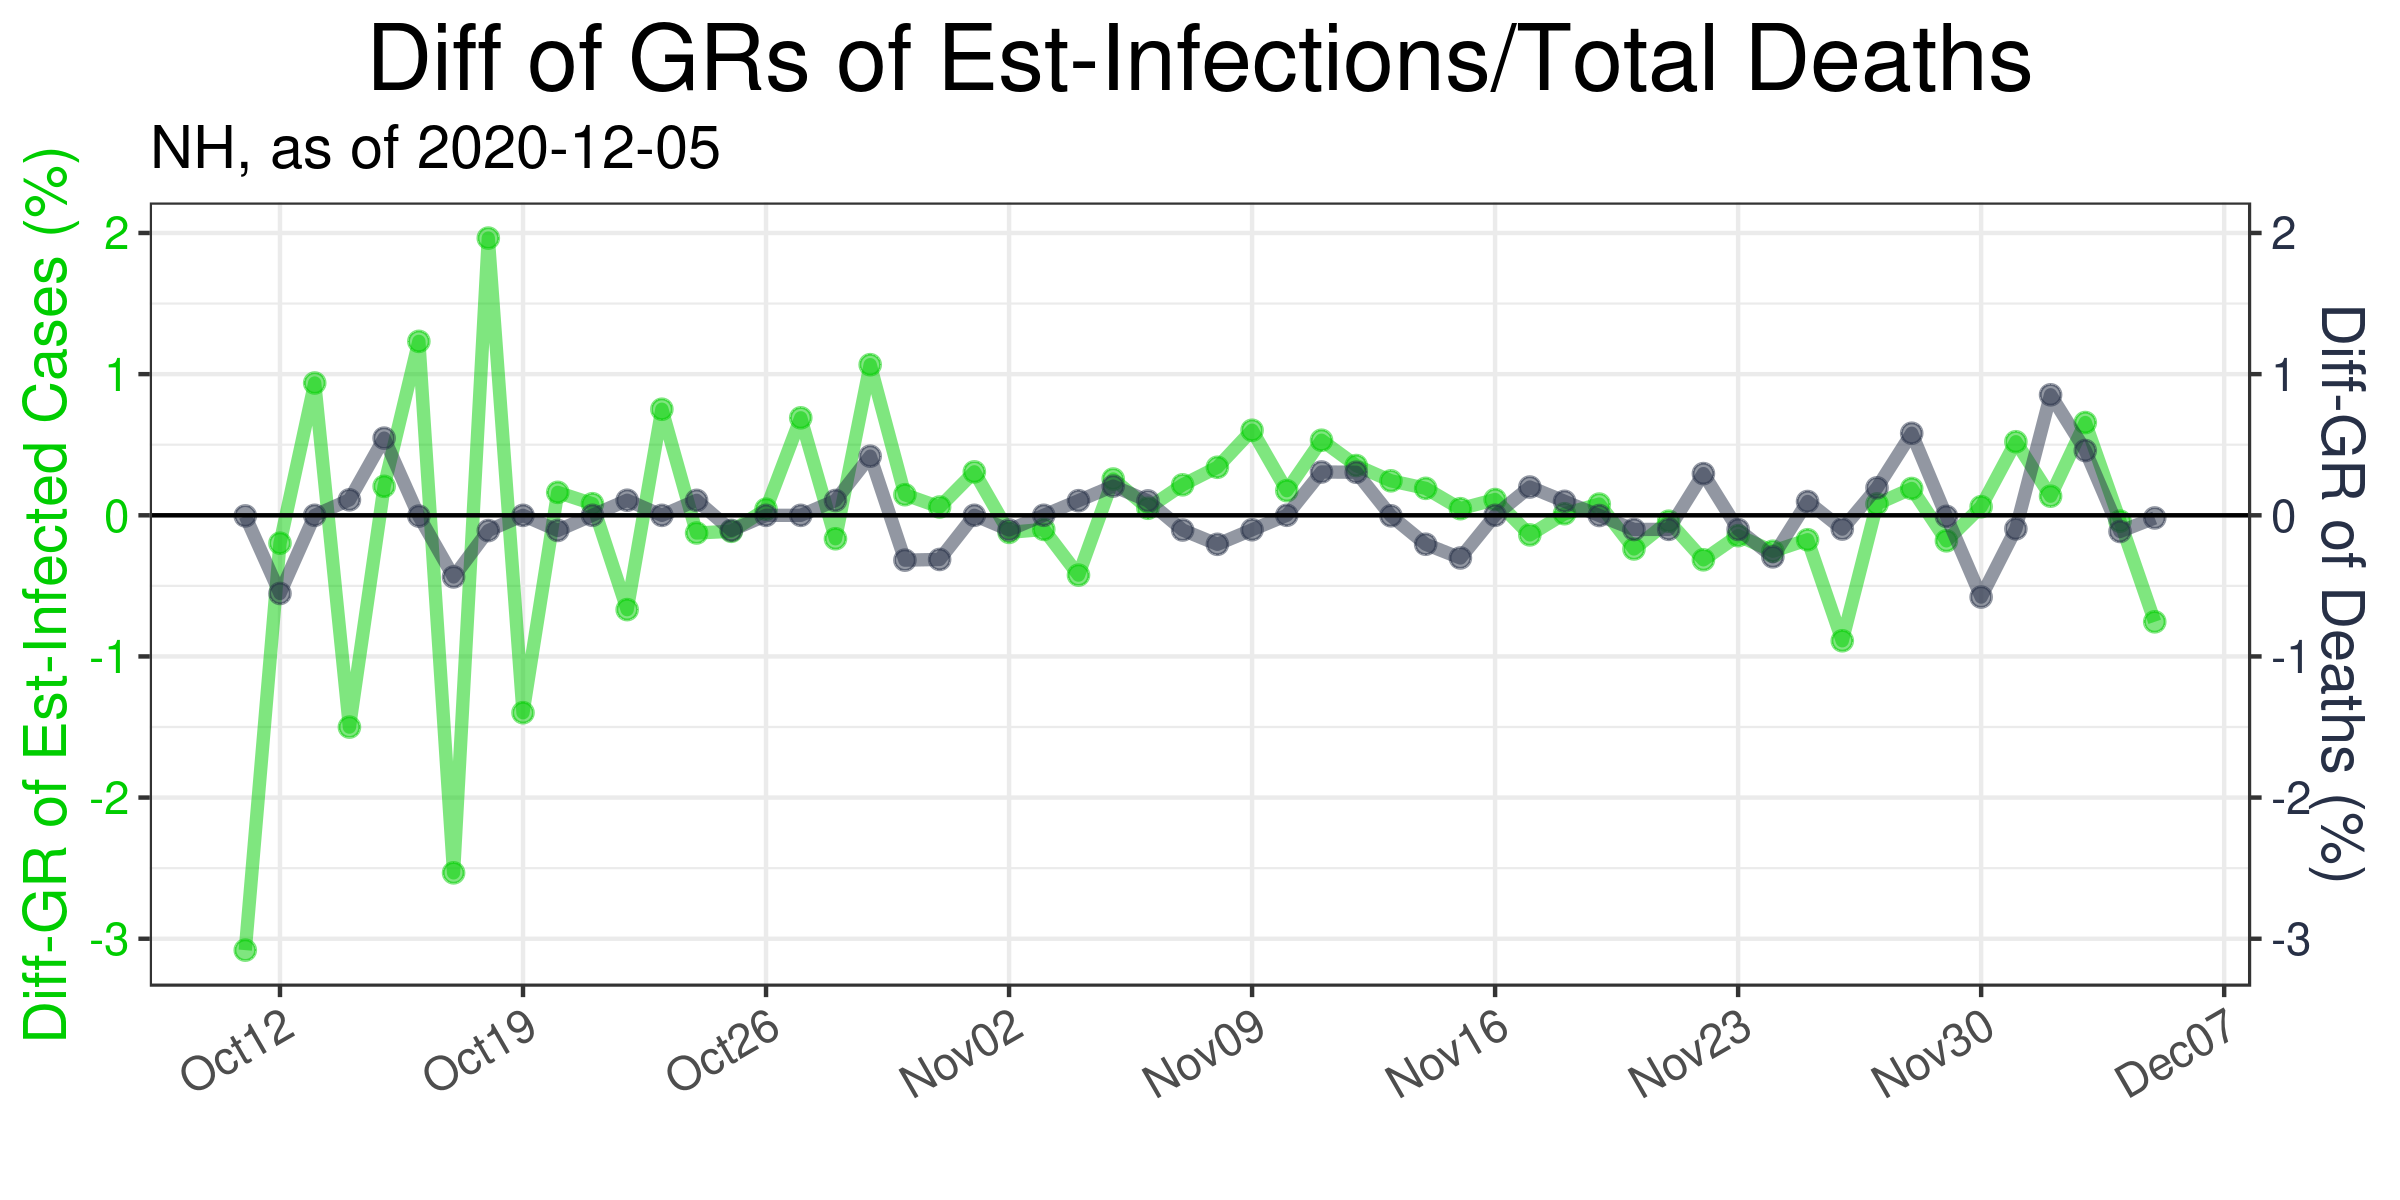 Diff of GRs of Est-Infections/Total Deaths
NH, as of 2020-12-05
Diff-GR of Est-Infected Cases (%)
2
1
0
-1
-2
-3
2
1
0
-1
-2
-3
Diff-GR of Deaths (%)
Oct12
Oct19
Oct26
Nov02
Nov09
Nov16
Nov23
Nov30
Dec07